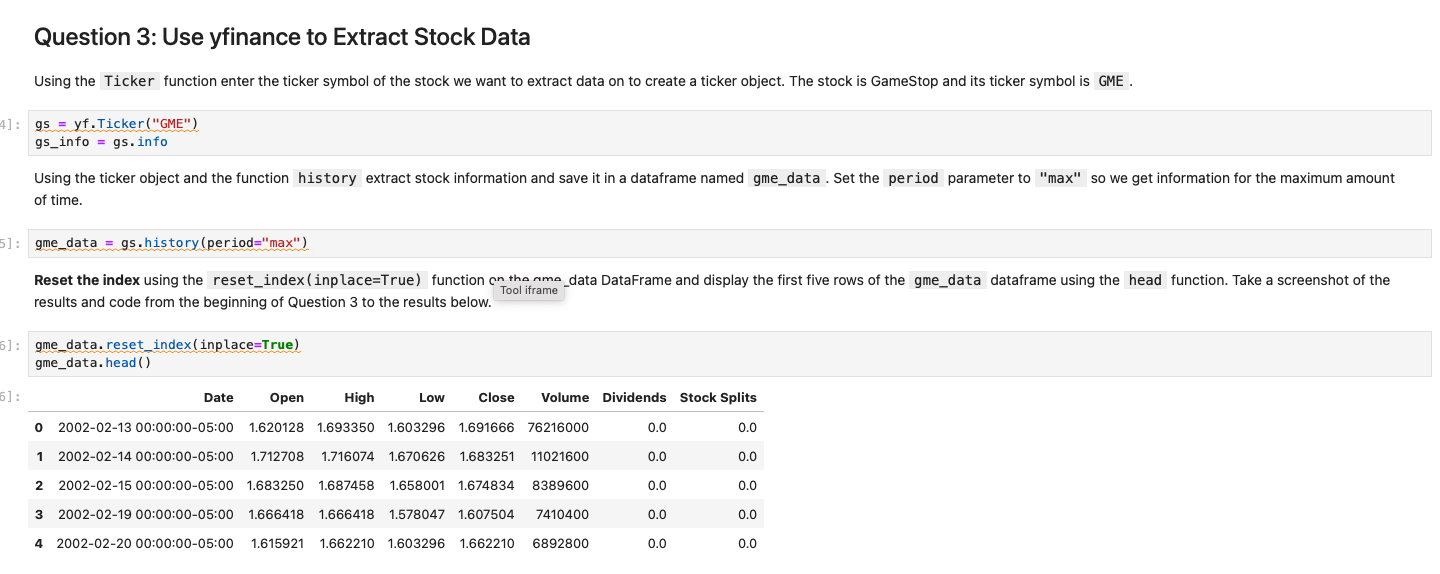 Question 3: Use yfinance to Extract Stock Data
Using the Ticker function enter the ticker symbol of the stock we want to extract data on to create a ticker object. The stock is GameStop and its ticker symbol is GME .
4]: gs = yf.Ticker("GME")
gs_info = gs.info
Using the ticker object and the function history extract stock information and save it in a dataframe named gme_data . Set the period parameter to "max" so we get information for the maximum amount
of time.
5]: gme_data = gs.history(period="max")
Reset the index using the reset_index(inplace=True) function on the gme_data DataFrame and display the first five rows of the gme_data dataframe using the head function. Take a screenshot of the
Tool iframe
results and code from the beginning of Question 3 to the results below.
6]: gme_data.reset_index(inplace=True)
gme_data.head()
6]: Date Open High Low Close Volume Dividends Stock Splits
0 2002-02-13 00:00:00-05:00 1.620128 1.693350 1.603296 1.691666 76216000 0.0 0.0
1 2002-02-14 00:00:00-05:00 1.712708 1.716074 1.670626 1.683251 11021600 0.0 0.0
2 2002-02-15 00:00:00-05:00 1.683250 1.687458 1.658001 1.674834 8389600 0.0 0.0
3 2002-02-19 00:00:00-05:00 1.666418 1.666418 1.578047 1.607504 7410400 0.0 0.0
4 2002-02-20 00:00:00-05:00 1.615921 1.662210 1.603296 1.662210 6892800 0.0 0.0